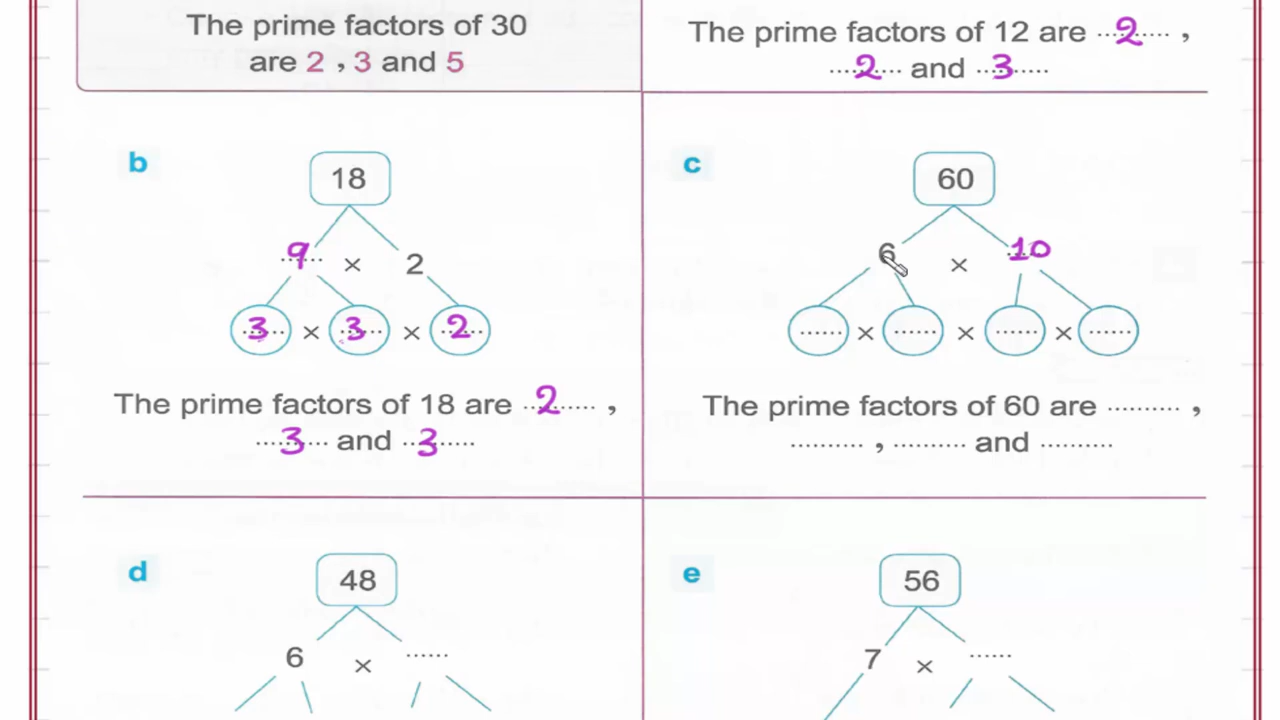 The prime factors of 30
are 2 , 3 and 5
The prime factors of 12 are ...2... ,
...2... and ...3...
b
18
9 × 2
3 × 3 × 2
The prime factors of 18 are ...2... ,
...3... and ...3...
c
60
6 × 10
...... × ...... × ...... × ......
The prime factors of 60 are .......... ,
.......... , .......... and ..........
d
48
6 × ......
e
56
7 × ......